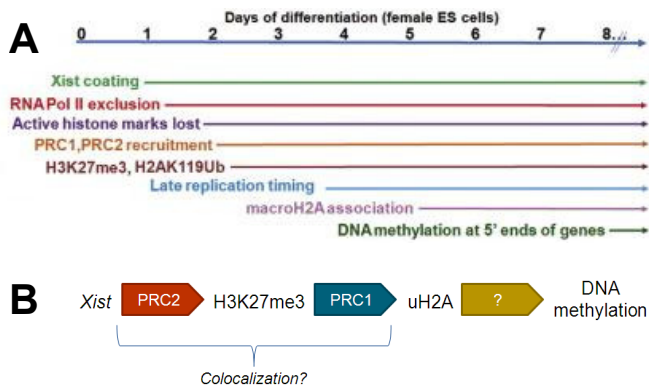 A
Days of differentiation (female ES cells)
0 1 2 3 4 5 6 7 8...
Xist coating
RNAPol II exclusion
Active histone marks lost
PRC1,PRC2 recruitment
H3K27me3, H2AK119Ub
Late replication timing
macroH2A association
DNA methylation at 5' ends of genes
B
Xist PRC2 H3K27me3 PRC1 uH2A ? DNA
methylation
Colocalization?